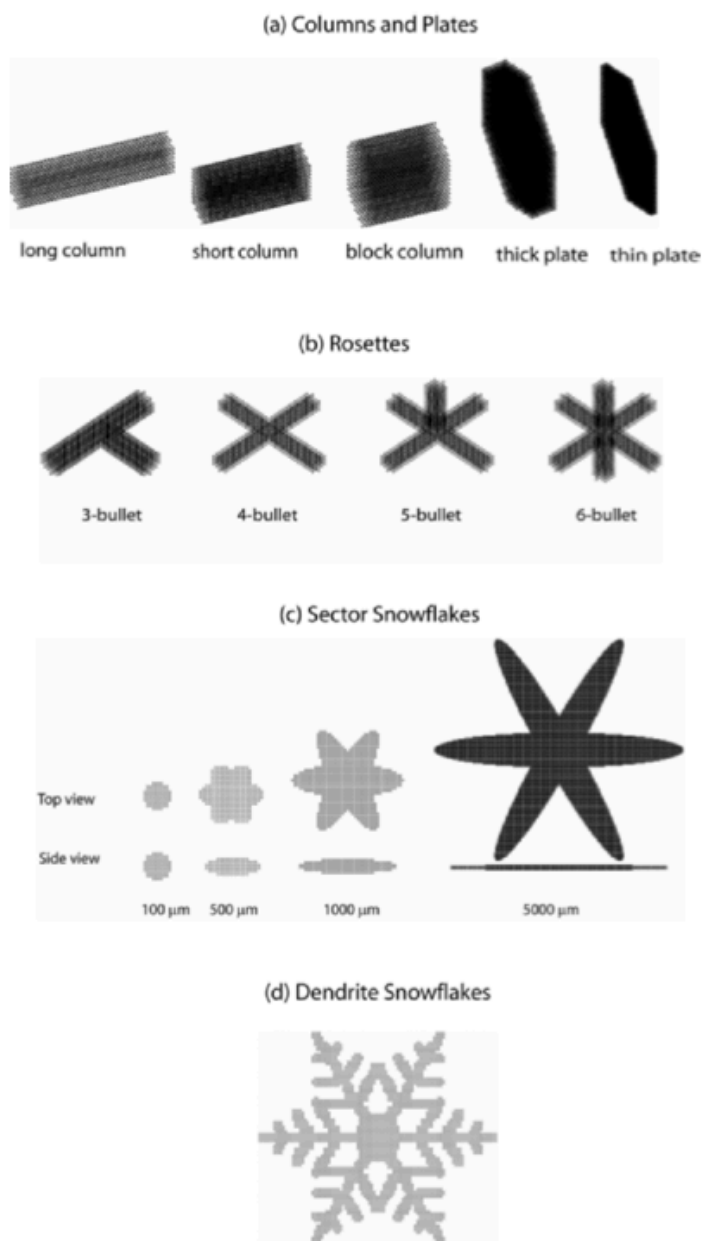 (a) Columns and Plates
long column short column block column thick plate thin plate
(b) Rosettes
3-bullet 4-bullet 5-bullet 6-bullet
(c) Sector Snowflakes
Top view
Side view
100 μm 500 μm 1000 μm 5000 μm
(d) Dendrite Snowflakes